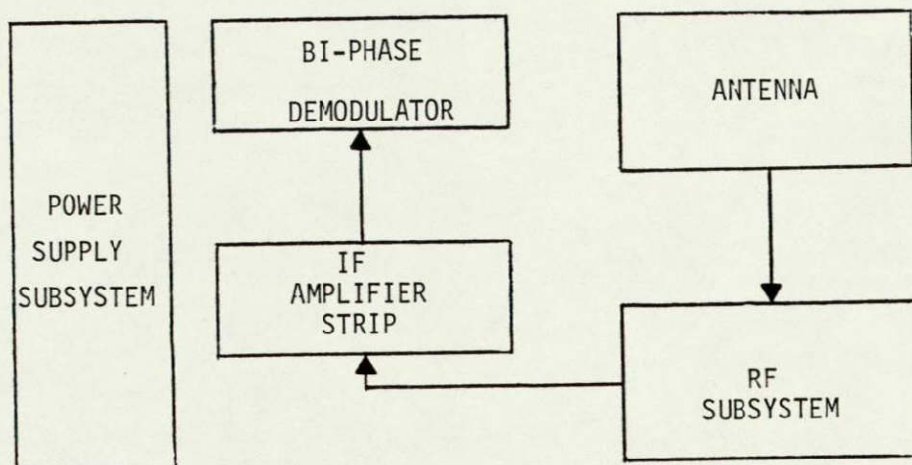 BI-PHASE
DEMODULATOR
ANTENNA
POWER
SUPPLY
SUBSYSTEM
IF
AMPLIFIER
STRIP
RF
SUBSYSTEM